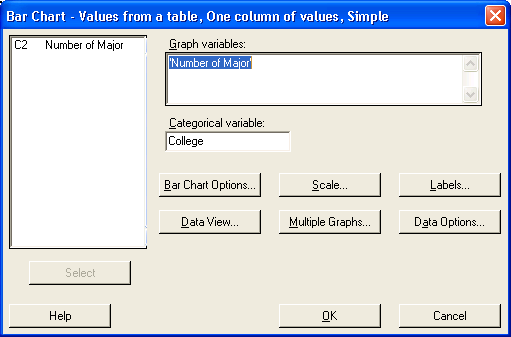 Bar Chart - Values from a table, One column of values, Simple
C2 Number of Major
Graph variables:
'Number of Major'
Categorical variable:
College
Bar Chart Options... Scale... Labels...
Data View... Multiple Graphs... Data Options...
Select
Help OK Cancel